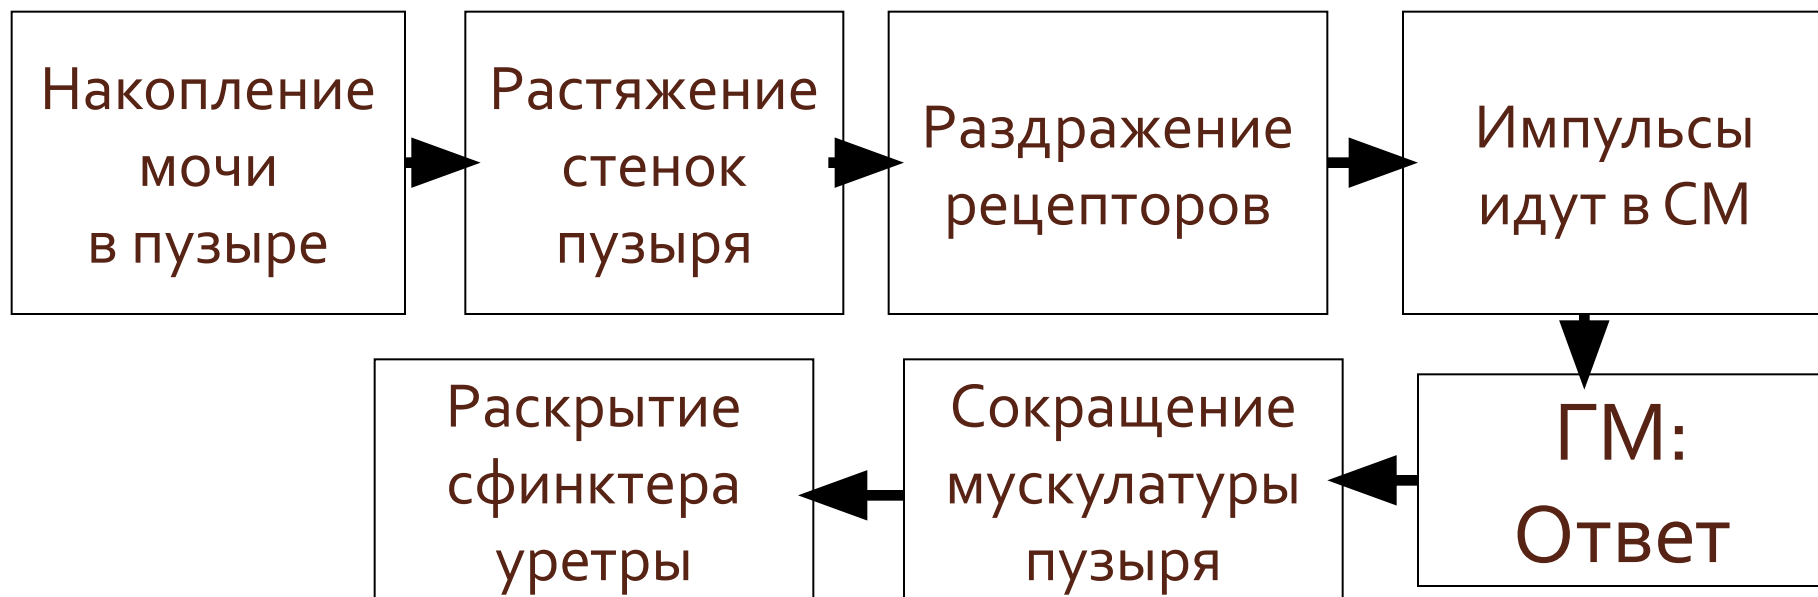 Накопление
мочи
в пузыре
Растяжение
стенок
пузыря
Раздражение
рецепторов
Импульсы
идут в СМ
ГМ:
Ответ
Сокращение
мускулатуры
пузыря
Раскрытие
сфинктера
уретры